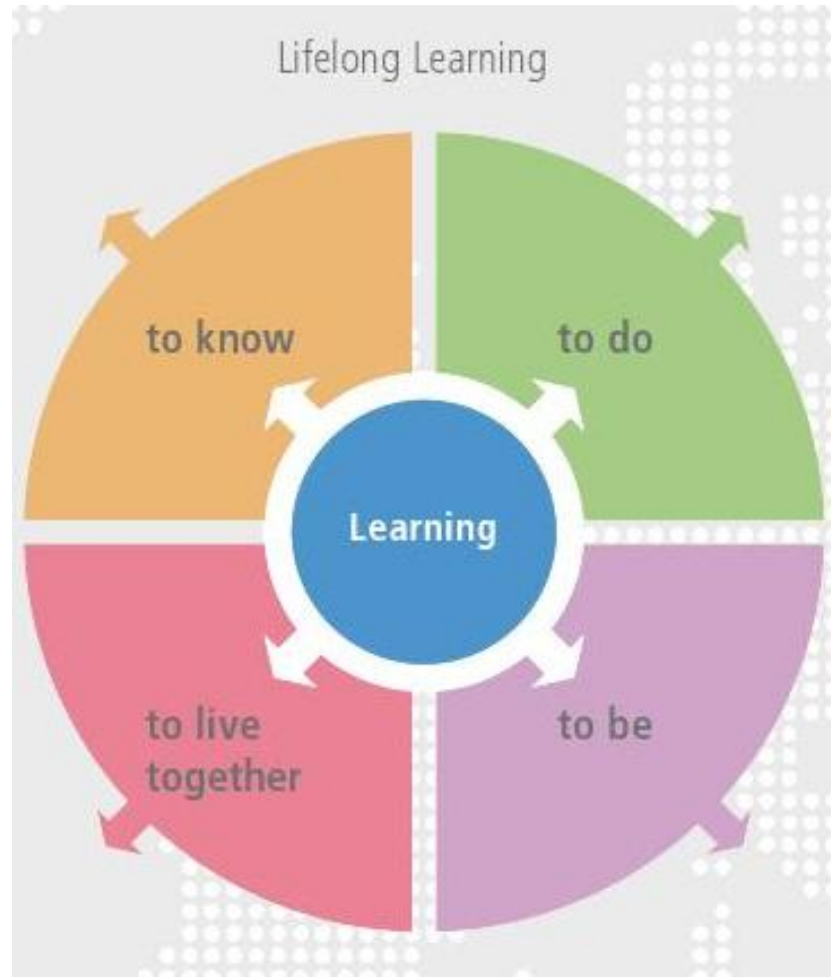 Lifelong Learning
to know
to do
Learning
to live
together
to be